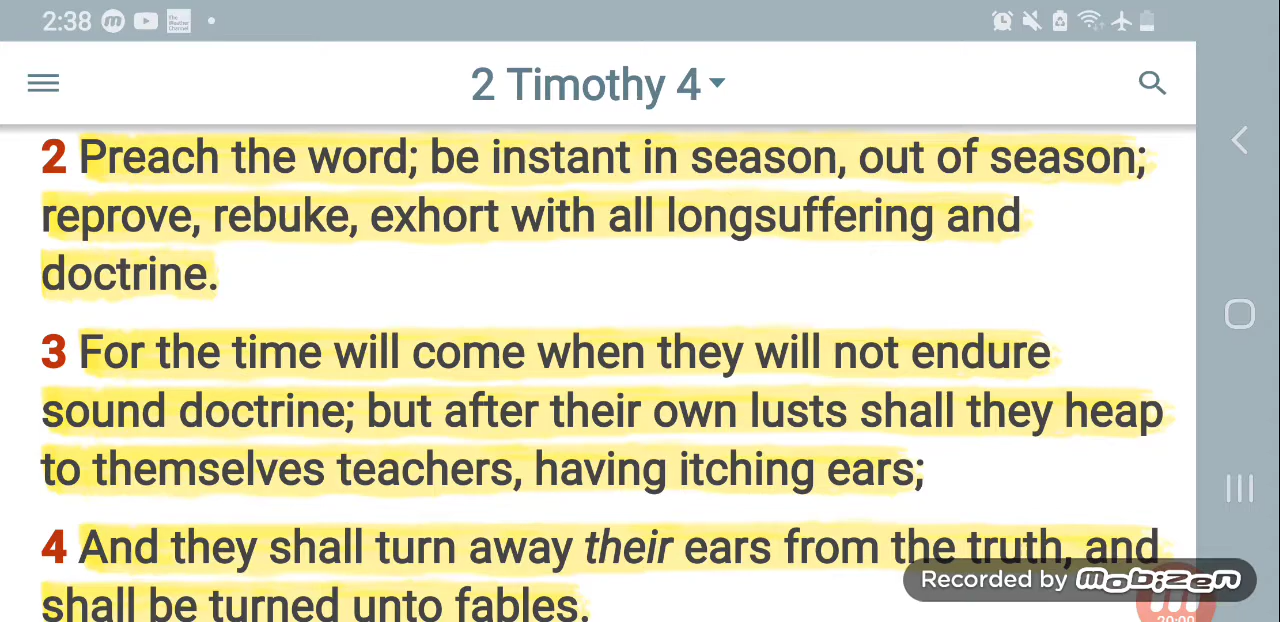 2:38
The Weather Channel
2 Timothy 4
2 Preach the word; be instant in season, out of season;
reprove, rebuke, exhort with all longsuffering and
doctrine.
3 For the time will come when they will not endure
sound doctrine; but after their own lusts shall they heap
to themselves teachers, having itching ears;
4 And they shall turn away their ears from the truth, and
shall be turned unto fables.
Recorded by mobizen